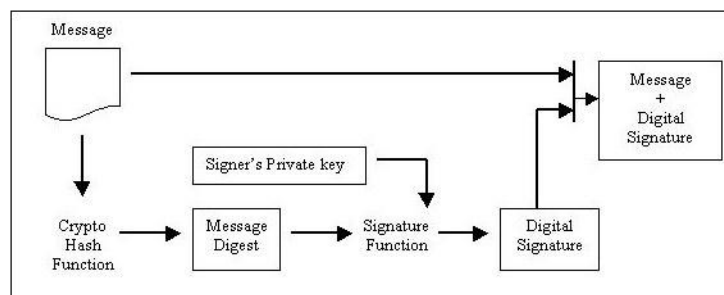 Message
Message
+
Digital
Signature
Signer's Private key
Crypto
Hash
Function
Message
Digest
Signature
Function
Digital
Signature